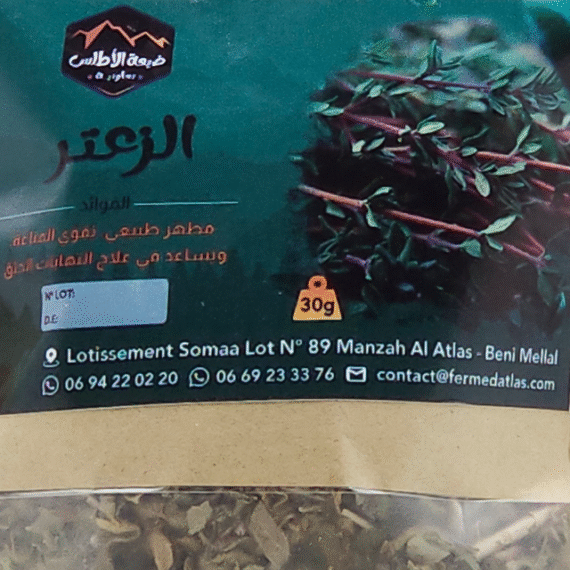 ضيعة الأطلس
الزعتر
الفوائد
مطهر طبيعي تقوي المناعة
وتساعد في علاج التهابات الحلق
N° LOT:
D.E:
30g
Lotissement Somaa Lot N° 89 Manzah Al Atlas - Beni Mellal
06 94 22 02 20 06 69 23 33 76 contact@fermedatlas.com